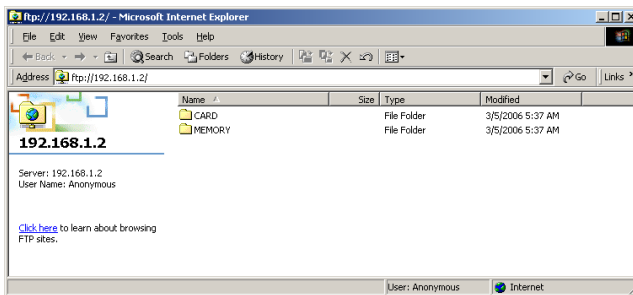 ftp://192.168.1.2/ - Microsoft Internet Explorer
File Edit View Favorites Tools Help
Back Search Folders History
Address ftp://192.168.1.2/ Go Links
Name Size Type Modified
CARD File Folder 3/5/2006 5:37 AM
MEMORY File Folder 3/5/2006 5:37 AM
192.168.1.2
Server: 192.168.1.2
User Name: Anonymous
Click here to learn about browsing
FTP sites.
User: Anonymous Internet